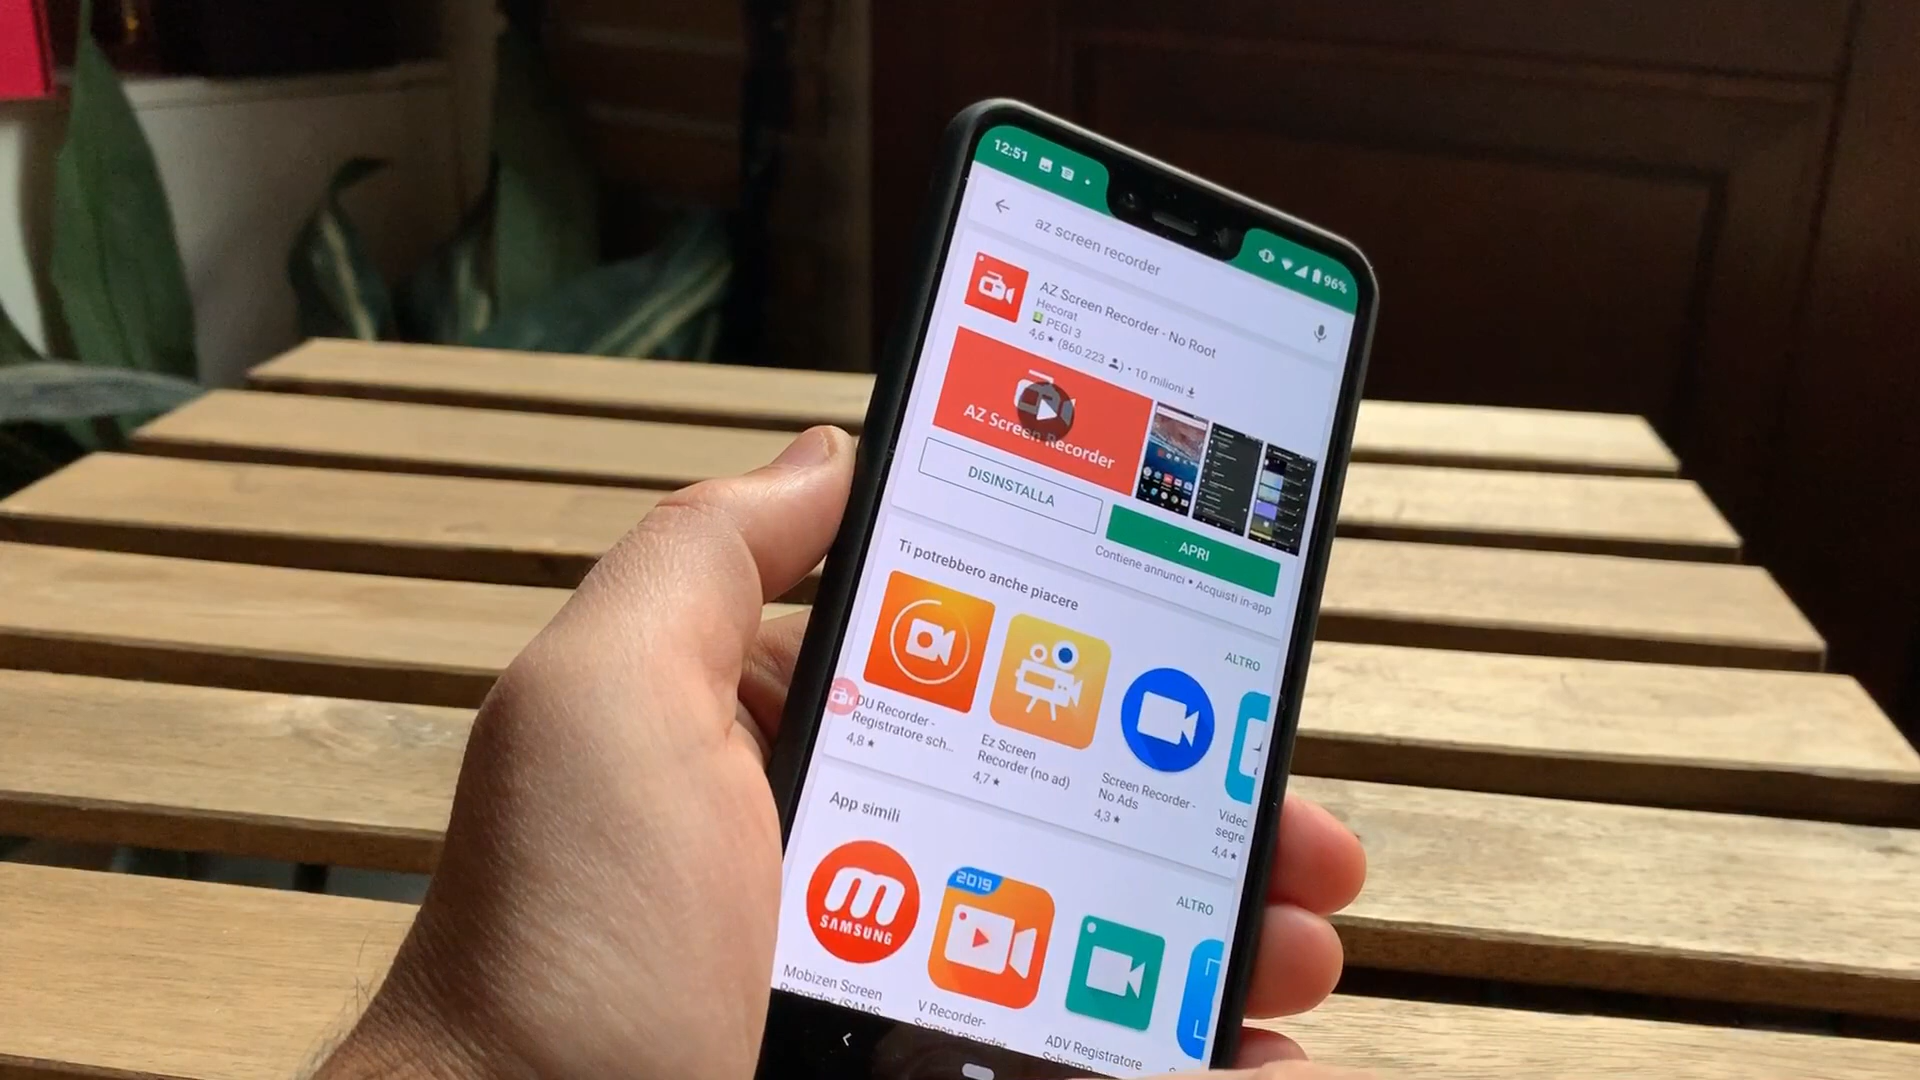 12:51
96%
az screen recorder
AZ Screen Recorder - No Root
Hecorat
PEGI 3
4,6 ★ (860.223 ) • 10 milioni
AZ Screen Recorder
DISINSTALLA
APRI
Contiene annunci • Acquisti in-app
Ti potrebbero anche piacere
ALTRO
DU Recorder -
Registratore sch...
4,8 ★
Ez Screen
Recorder (no ad)
4,7 ★
Screen Recorder -
No Ads
4,3 ★
Videc
segre
4,4 ★
App simili
ALTRO
SAMSUNG
2019
Mobizen Screen
Recorder (SAMS
V Recorder-
Screen recorder
ADV Registratore
Schermo